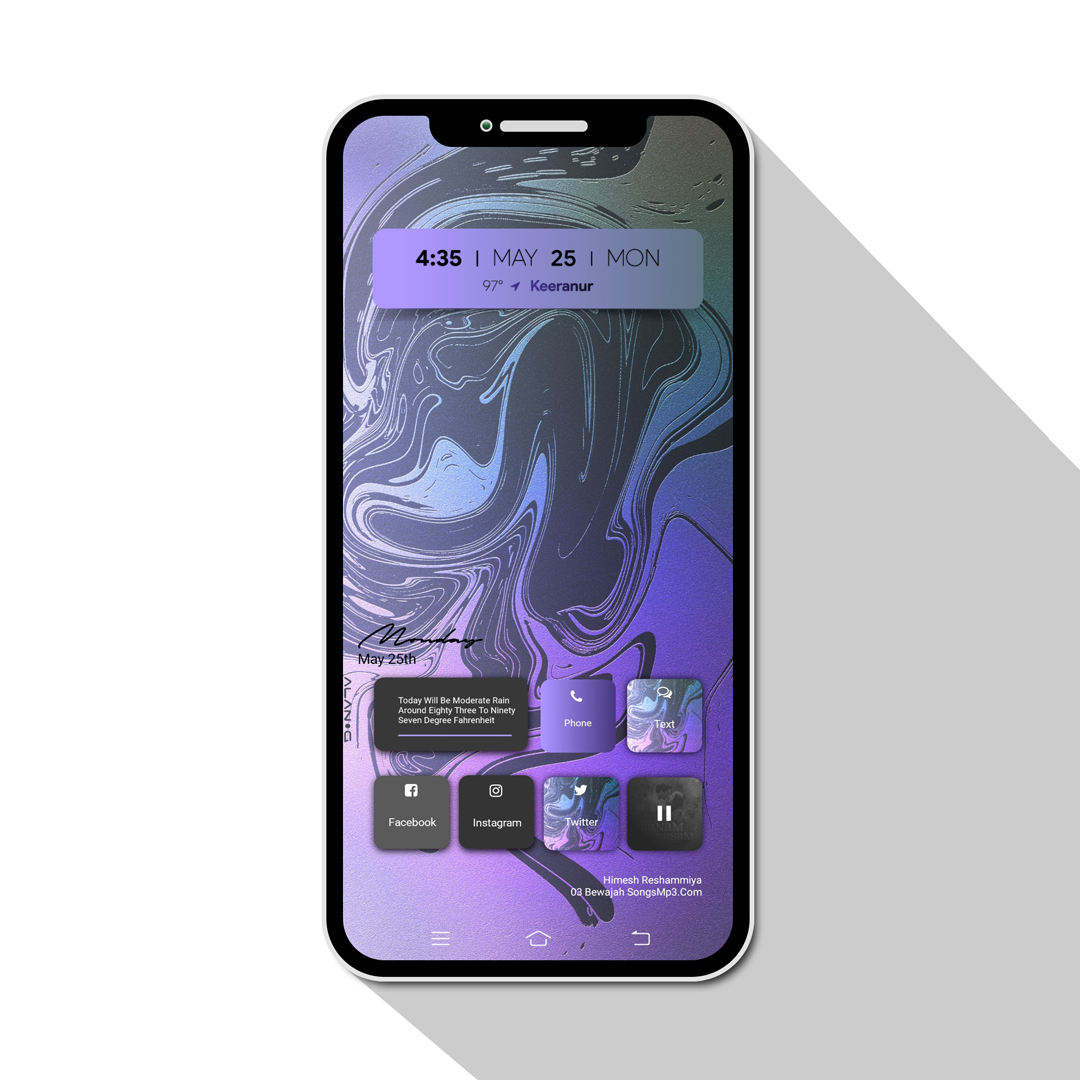 4:35 | MAY 25 | MON
97° Keeranur
Monday
May 25th
ALANG
Today Will Be Moderate Rain
Around Eighty Three To Ninety
Seven Degree Fahrenheit
Phone
Text
Facebook
Instagram
Twitter
Himesh Reshammiya
03 Bewajah SongsMp3.Com